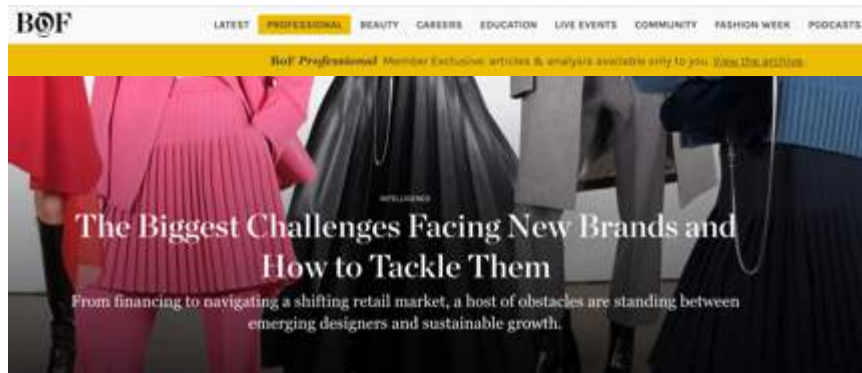 BOF
LATEST PROFESSIONAL BEAUTY CAREERS EDUCATION LIVE EVENTS COMMUNITY FASHION WEEK PODCASTS
BoF Professional Member Exclusive: articles & analysis available only to you. View the archive.
INTELLIGENCE
The Biggest Challenges Facing New Brands and
How to Tackle Them
From financing to navigating a shifting retail market, a host of obstacles are standing between
emerging designers and sustainable growth.